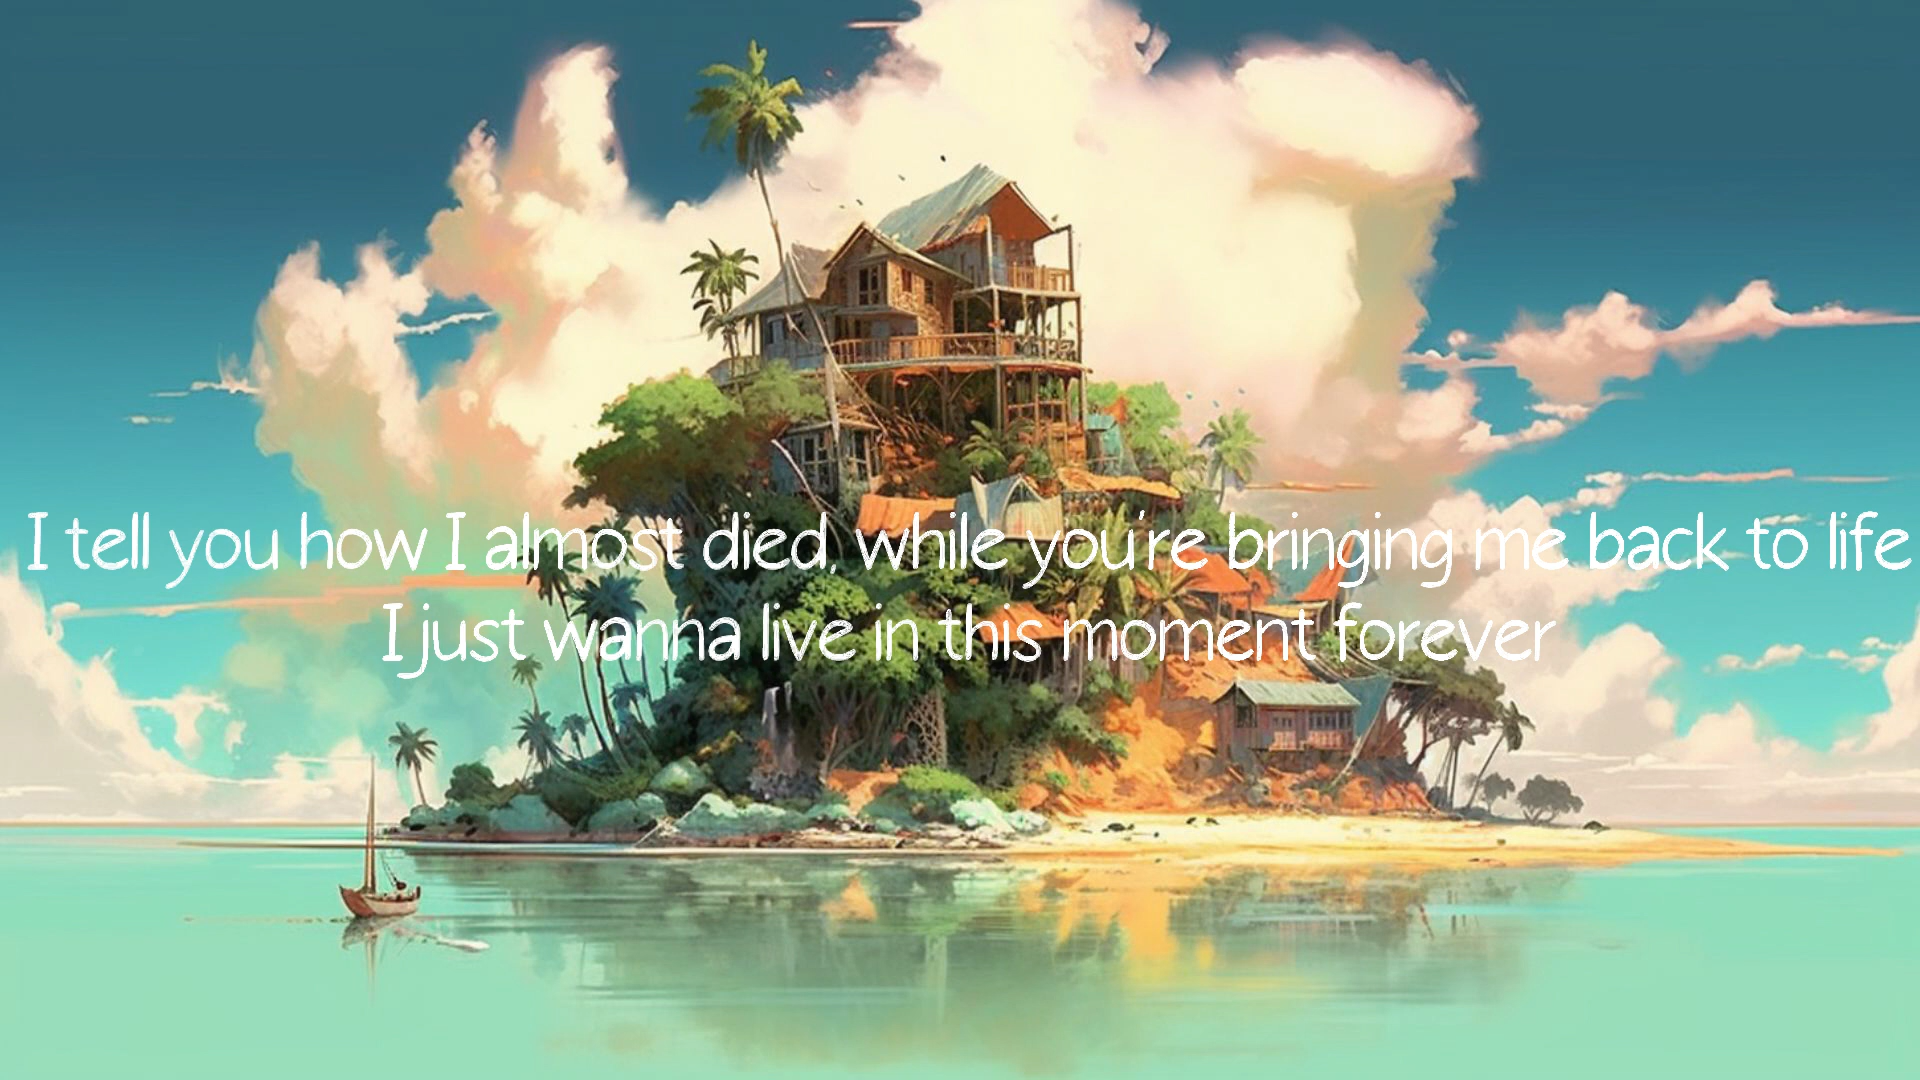 I tell you how I almost died, while you're bringing me back to life
I just wanna live in this moment forever